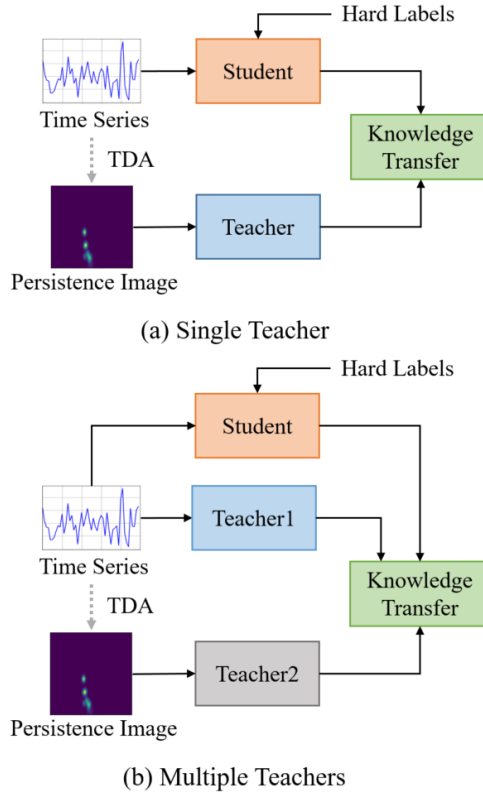 Hard Labels
Student
Time Series
Knowledge
Transfer
TDA
Teacher
Persistence Image
(a) Single Teacher
Hard Labels
Student
Teacher1
Time Series
Knowledge
Transfer
TDA
Teacher2
Persistence Image
(b) Multiple Teachers